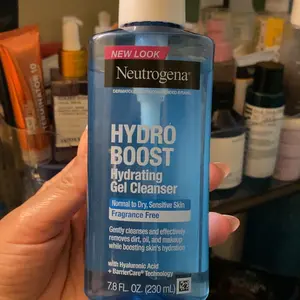 NEW LOOK
Neutrogena®
HYDRO
BOOST
Hydrating
Gel Cleanser
Normal to Dry, Sensitive Skin
Fragrance Free
Gently cleanses and effectively
removes dirt, oil, and makeup
while boosting skin's hydration
with Hyaluronic Acid
+ BarrierCare® Technology
7.8 FL. OZ. (230 mL)